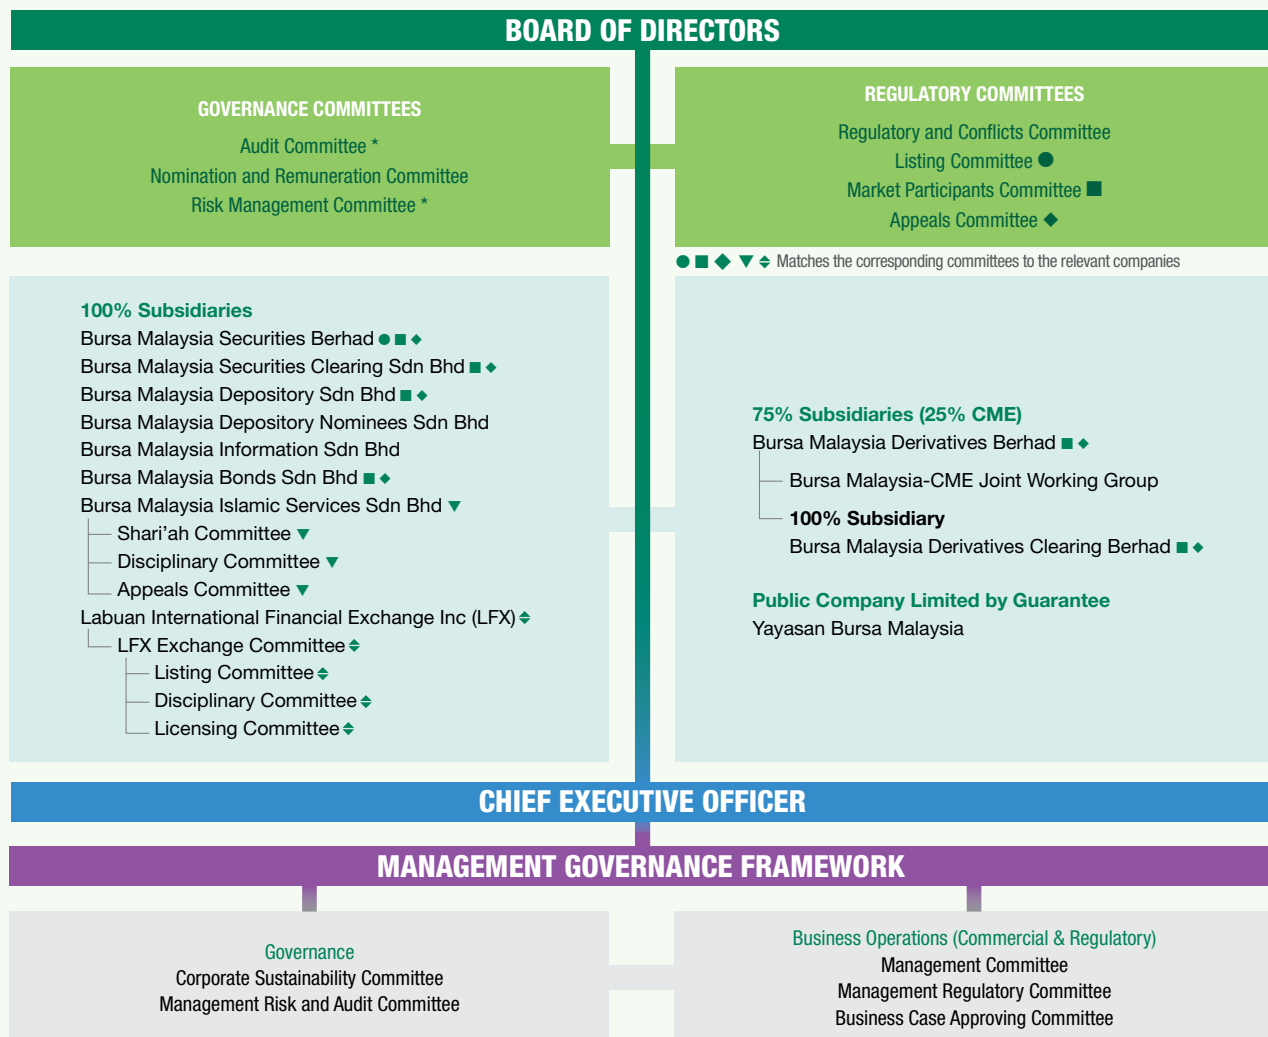 BOARD OF DIRECTORS
GOVERNANCE COMMITTEES
Audit Committee *
Nomination and Remuneration Committee
Risk Management Committee *
REGULATORY COMMITTEES
Regulatory and Conflicts Committee
Listing Committee ●
Market Participants Committee ■
Appeals Committee ◆
● ■ ◆ ▼ ⬘ Matches the corresponding committees to the relevant companies
100% Subsidiaries
Bursa Malaysia Securities Berhad ● ■ ◆
Bursa Malaysia Securities Clearing Sdn Bhd ■ ◆
Bursa Malaysia Depository Sdn Bhd ■ ◆
Bursa Malaysia Depository Nominees Sdn Bhd
Bursa Malaysia Information Sdn Bhd
Bursa Malaysia Bonds Sdn Bhd ■ ◆
Bursa Malaysia Islamic Services Sdn Bhd ▼
Shari'ah Committee ▼
Disciplinary Committee ▼
Appeals Committee ▼
Labuan International Financial Exchange Inc (LFX) ⬘
LFX Exchange Committee ⬘
Listing Committee ⬘
Disciplinary Committee ⬘
Licensing Committee ⬘
75% Subsidiaries (25% CME)
Bursa Malaysia Derivatives Berhad ■ ◆
Bursa Malaysia-CME Joint Working Group
100% Subsidiary
Bursa Malaysia Derivatives Clearing Berhad ■ ◆
Public Company Limited by Guarantee
Yayasan Bursa Malaysia
CHIEF EXECUTIVE OFFICER
MANAGEMENT GOVERNANCE FRAMEWORK
Governance
Corporate Sustainability Committee
Management Risk and Audit Committee
Business Operations (Commercial & Regulatory)
Management Committee
Management Regulatory Committee
Business Case Approving Committee